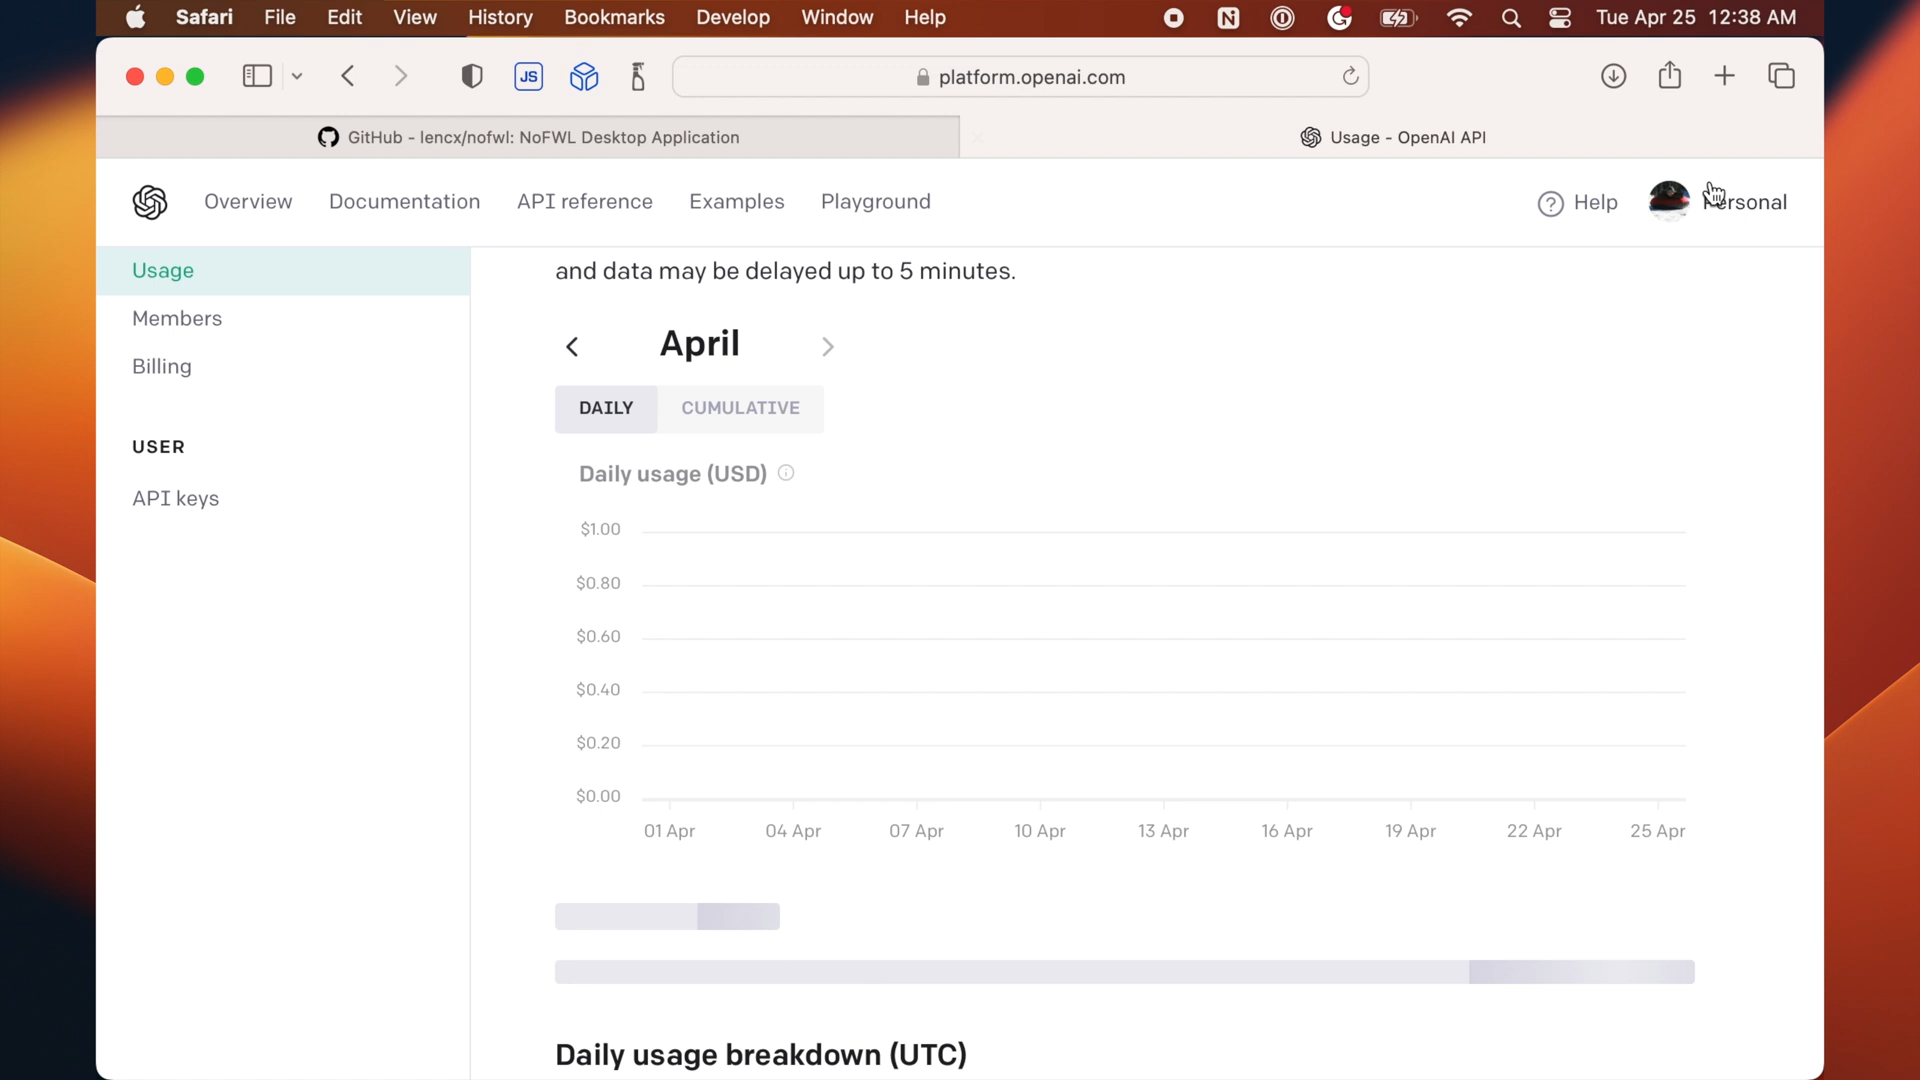 Safari File Edit View History Bookmarks Develop Window Help Tue Apr 25 12:38 AM
JS platform.openai.com
GitHub - lencx/nofwl: NoFWL Desktop Application Usage - OpenAI API
Overview Documentation API reference Examples Playground Help Personal
Usage
Members
Billing
USER
API keys
and data may be delayed up to 5 minutes.
April
DAILY CUMULATIVE
Daily usage (USD)
$1.00
$0.80
$0.60
$0.40
$0.20
$0.00
01 Apr 04 Apr 07 Apr 10 Apr 13 Apr 16 Apr 19 Apr 22 Apr 25 Apr
Daily usage breakdown (UTC)